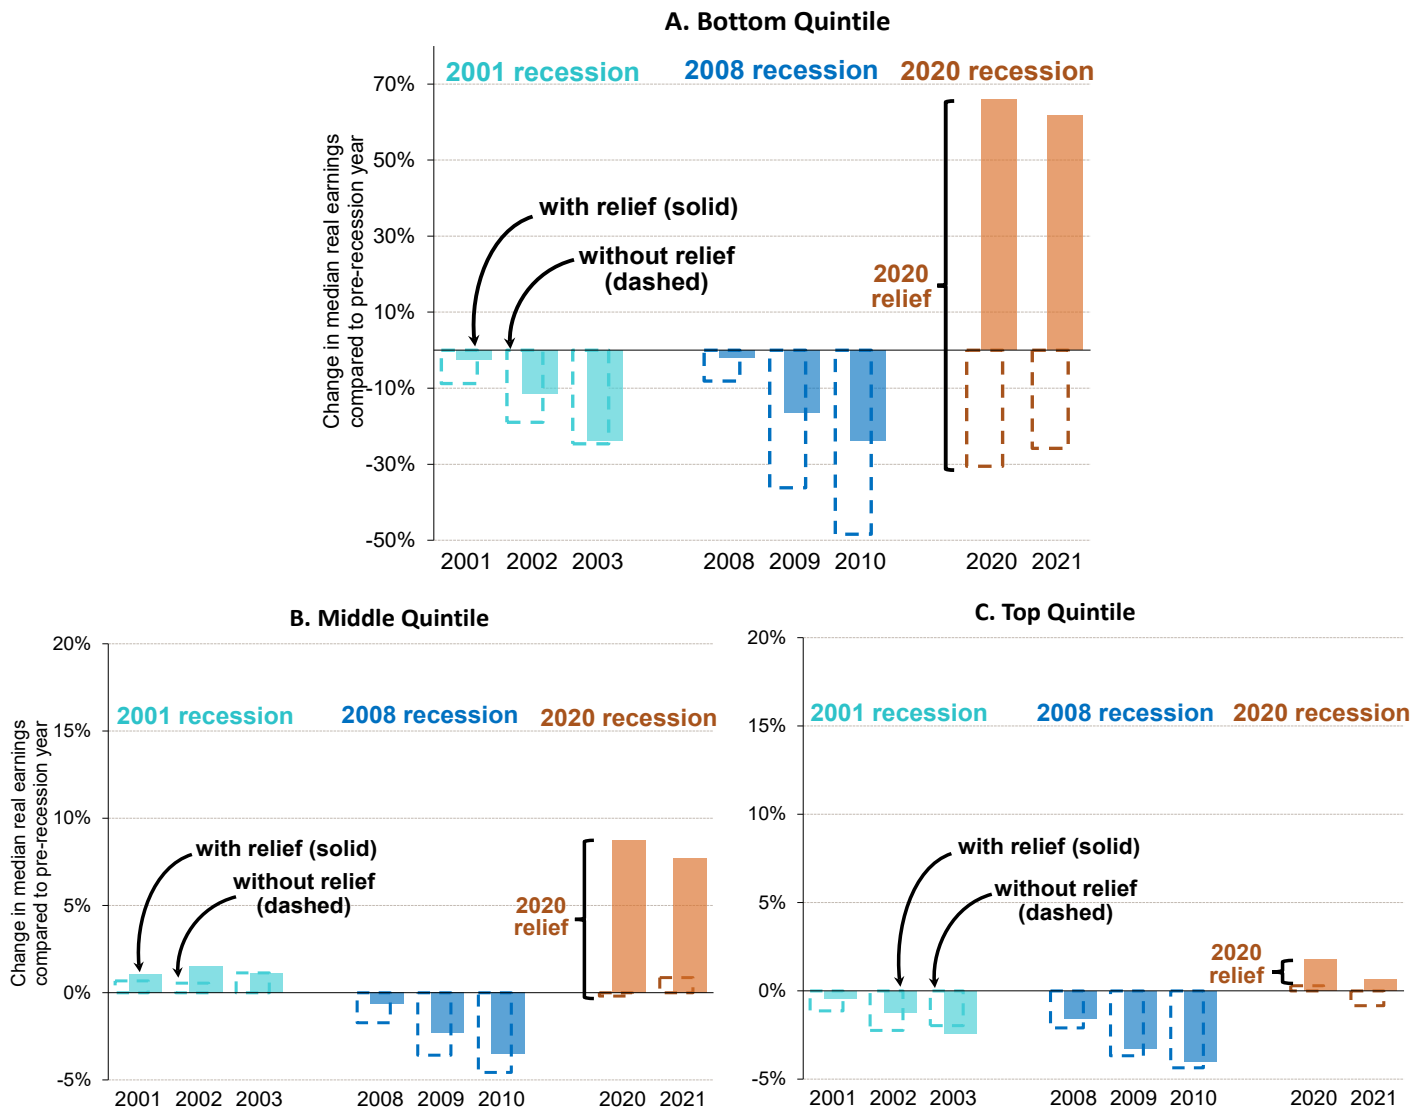 A. Bottom Quintile
2001 recession
2008 recession
2020 recession
Change in median real earnings
compared to pre-recession year
70%
50%
30%
10%
-10%
-30%
-50%
with relief (solid)
without relief
(dashed)
2020
relief
2001
2002
2003
2008
2009
2010
2020
2021
B. Middle Quintile
Change in median real earnings
compared to pre-recession year
20%
15%
10%
5%
0%
-5%
2001 recession
2008 recession
2020 recession
with relief (solid)
without relief
(dashed)
2020
relief
2001
2002
2003
2008
2009
2010
2020
2021
C. Top Quintile
20%
15%
10%
5%
0%
-5%
2001 recession
2008 recession
2020 recession
with relief (solid)
without relief
(dashed)
2020
relief
2001
2002
2003
2008
2009
2010
2020
2021